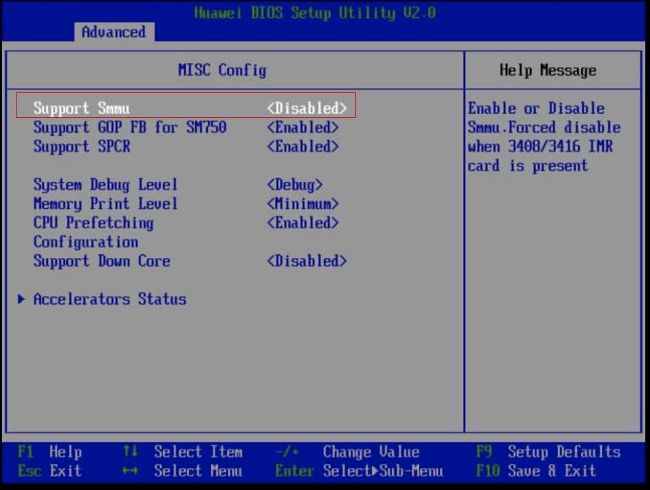 Huawei BIOS Setup Utility V2.0
Advanced
MISC Config
Help Message
Support Smmu <Disabled>
Support GOP FB for SM750 <Enabled>
Support SPCR <Enabled>
System Debug Level <Debug>
Memory Print Level <Minimum>
CPU Prefetching <Enabled>
Configuration
Support Down Core <Disabled>
Accelerators Status
Enable or Disable
Smmu.Forced disable
when 3408/3416 IMR
card is present
F1 Help ↑↓ Select Item -/+ Change Value F9 Setup Defaults
Esc Exit ↔ Select Menu Enter Select▶Sub-Menu F10 Save & Exit